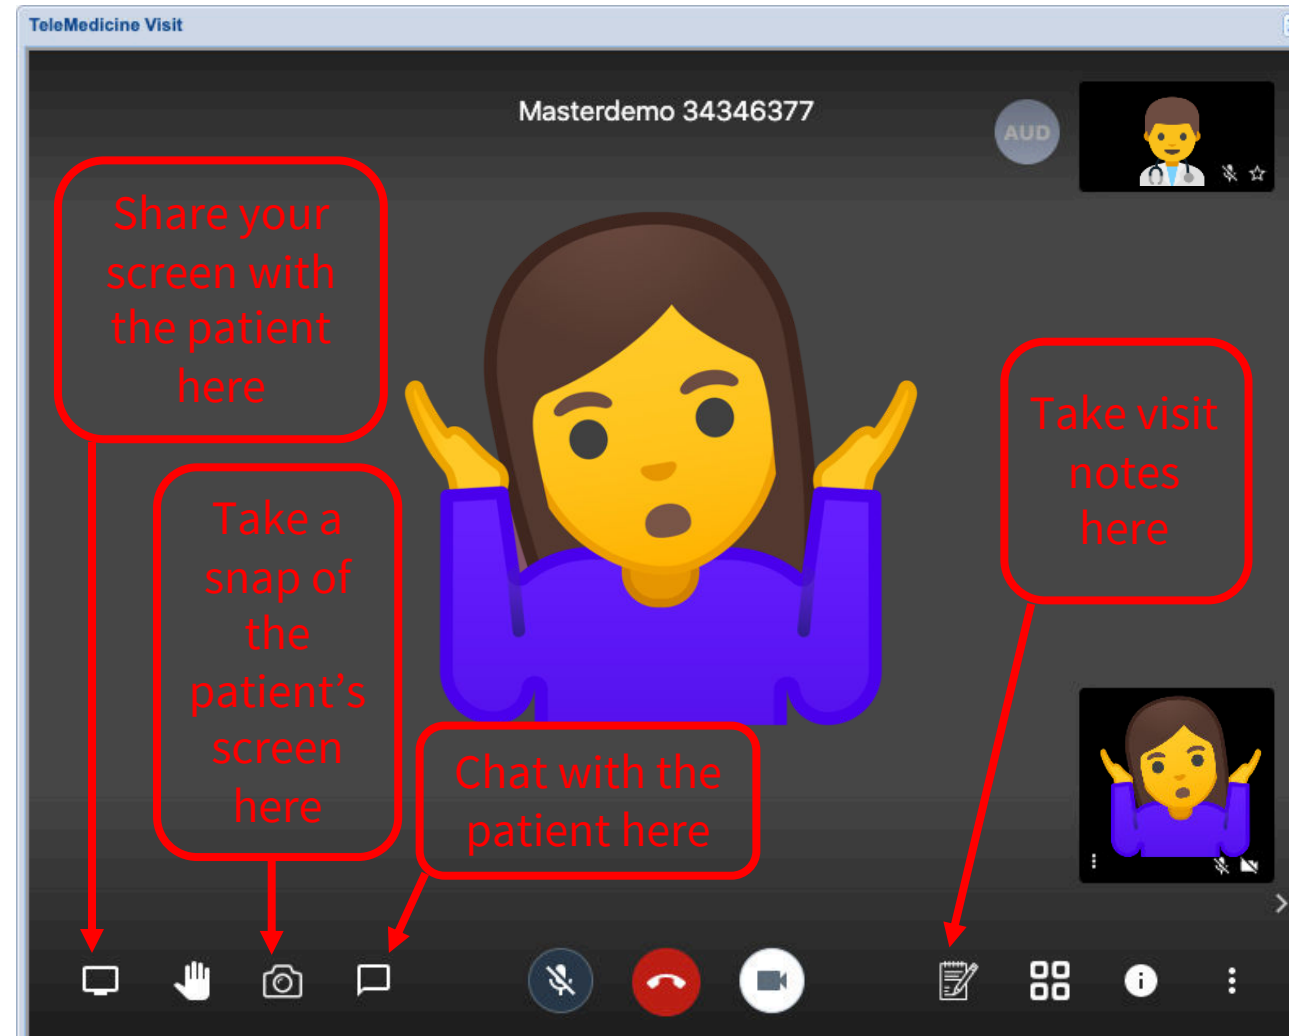 TeleMedicine Visit
Masterdemo 34346377
AUD
Share your
screen with
the patient
here
Take a
snap of
the
patient’s
screen
here
Chat with the
patient here
Take visit
notes
here